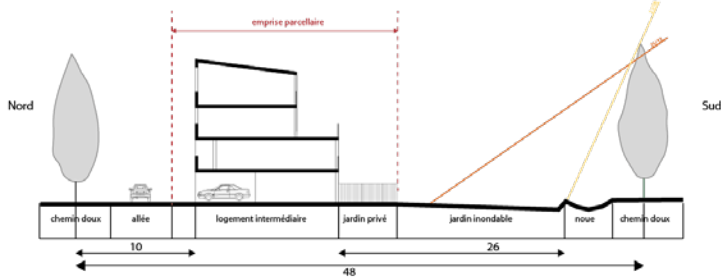 emprise parcellaire
Nord
Sud
chemin doux
allée
logement intermédiaire
jardin privé
jardin inondable
noue
chemin doux
10
26
48